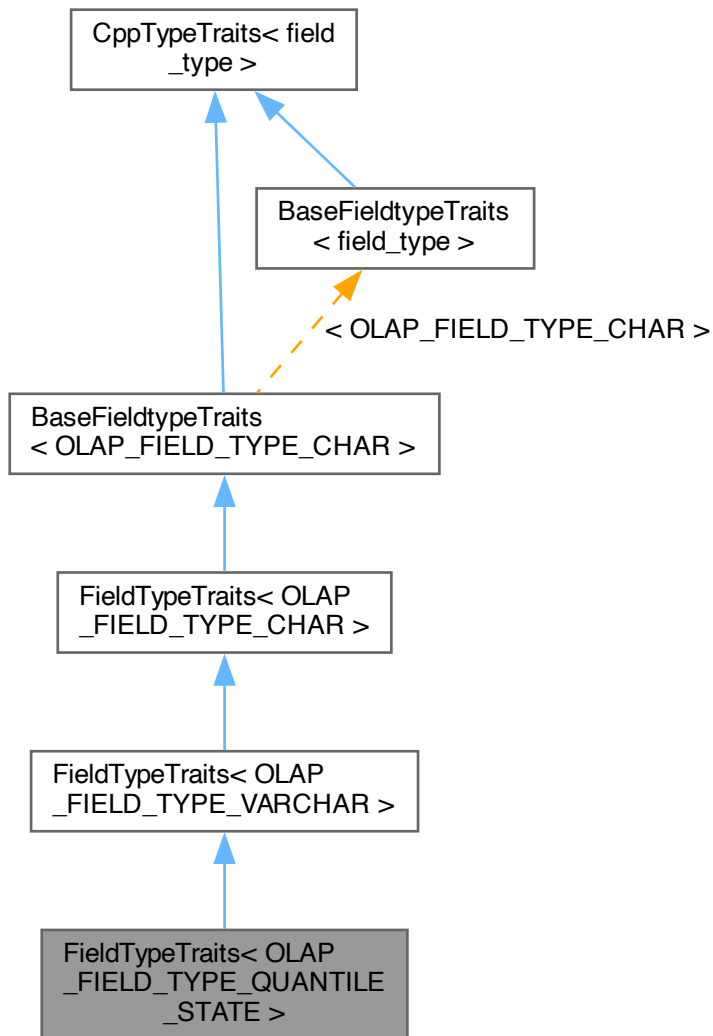 CppTypeTraits< field
_type >
BaseFieldtypeTraits
< field_type >
< OLAP_FIELD_TYPE_CHAR >
BaseFieldtypeTraits
< OLAP_FIELD_TYPE_CHAR >
FieldTypeTraits< OLAP
_FIELD_TYPE_CHAR >
FieldTypeTraits< OLAP
_FIELD_TYPE_VARCHAR >
FieldTypeTraits< OLAP
_FIELD_TYPE_QUANTILE
_STATE >